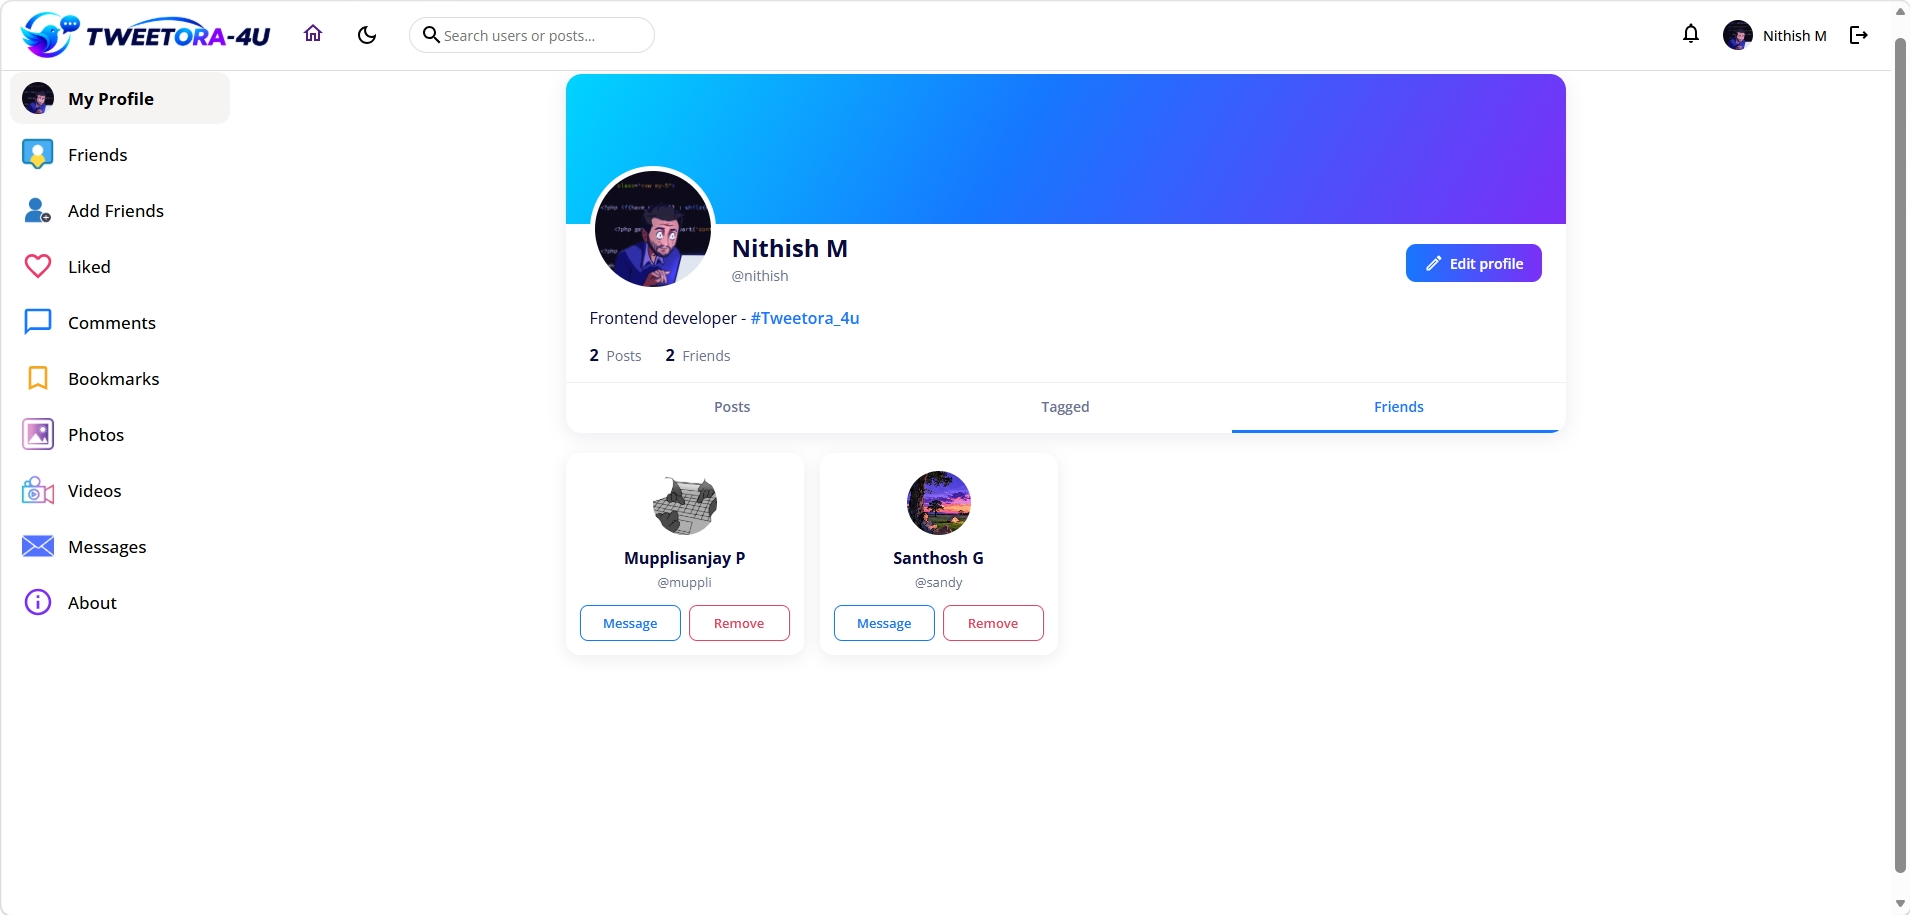 TWEETORA-4U
Search users or posts...
Nithish M
My Profile
Friends
Add Friends
Liked
Comments
Bookmarks
Photos
Videos
Messages
About
Nithish M
@nithish
Edit profile
Frontend developer - #Tweetora_4u
2 Posts 2 Friends
Posts Tagged Friends
Mupplisanjay P
@muppli
Message Remove
Santhosh G
@sandy
Message Remove